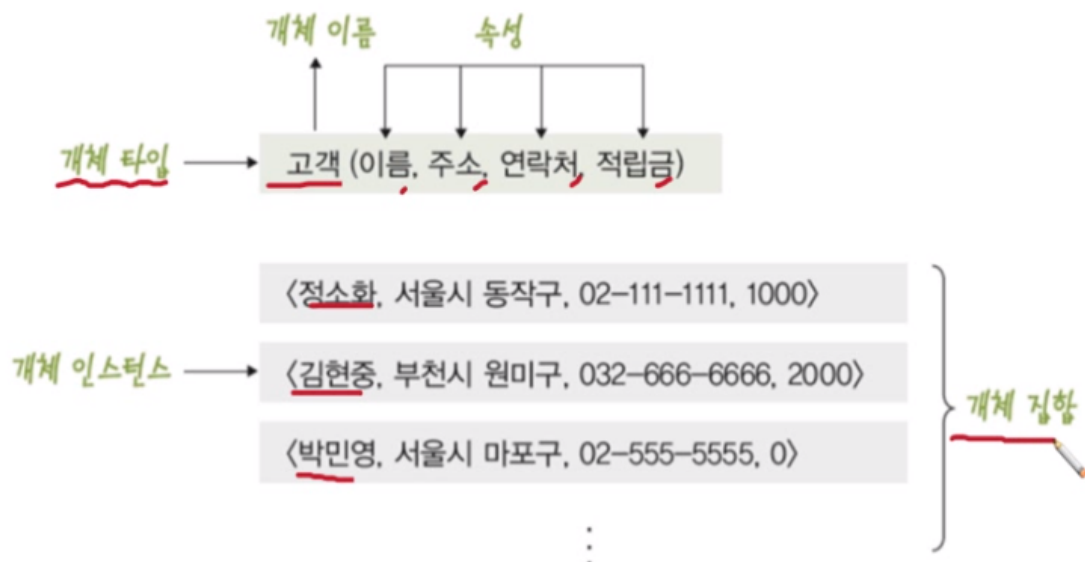 개체 이름 속성
개체 타입 고객 (이름, 주소, 연락처, 적립금)
〈정소화, 서울시 동작구, 02-111-1111, 1000〉
개체 인스턴스 〈김현중, 부천시 원미구, 032-666-6666, 2000〉
개체 집합
〈박민영, 서울시 마포구, 02-555-5555, 0〉